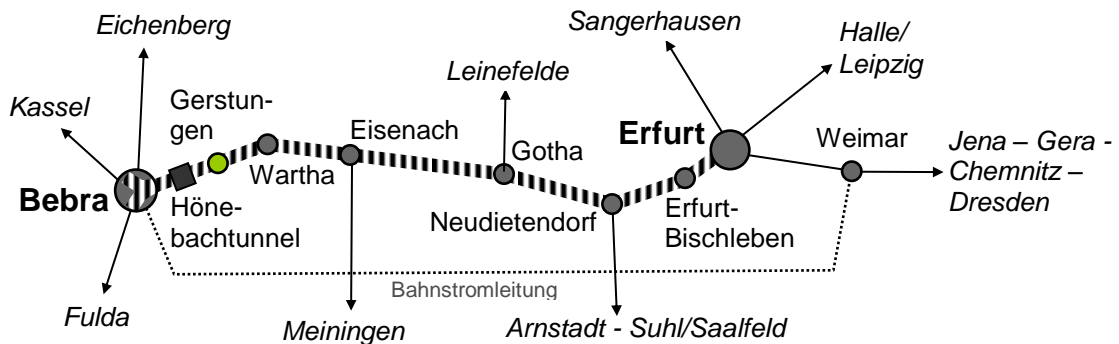 Eichenberg
Sangerhausen
Halle/
Leipzig
Leinefelde
Kassel
Gerstun-
gen
Eisenach
Erfurt
Weimar
Gotha
Jena – Gera -
Chemnitz –
Dresden
Wartha
Bebra
Höne-
bachtunnel
Neudietendorf
Erfurt-
Bischleben
Bahnstromleitung
Fulda
Meiningen
Arnstadt - Suhl/Saalfeld